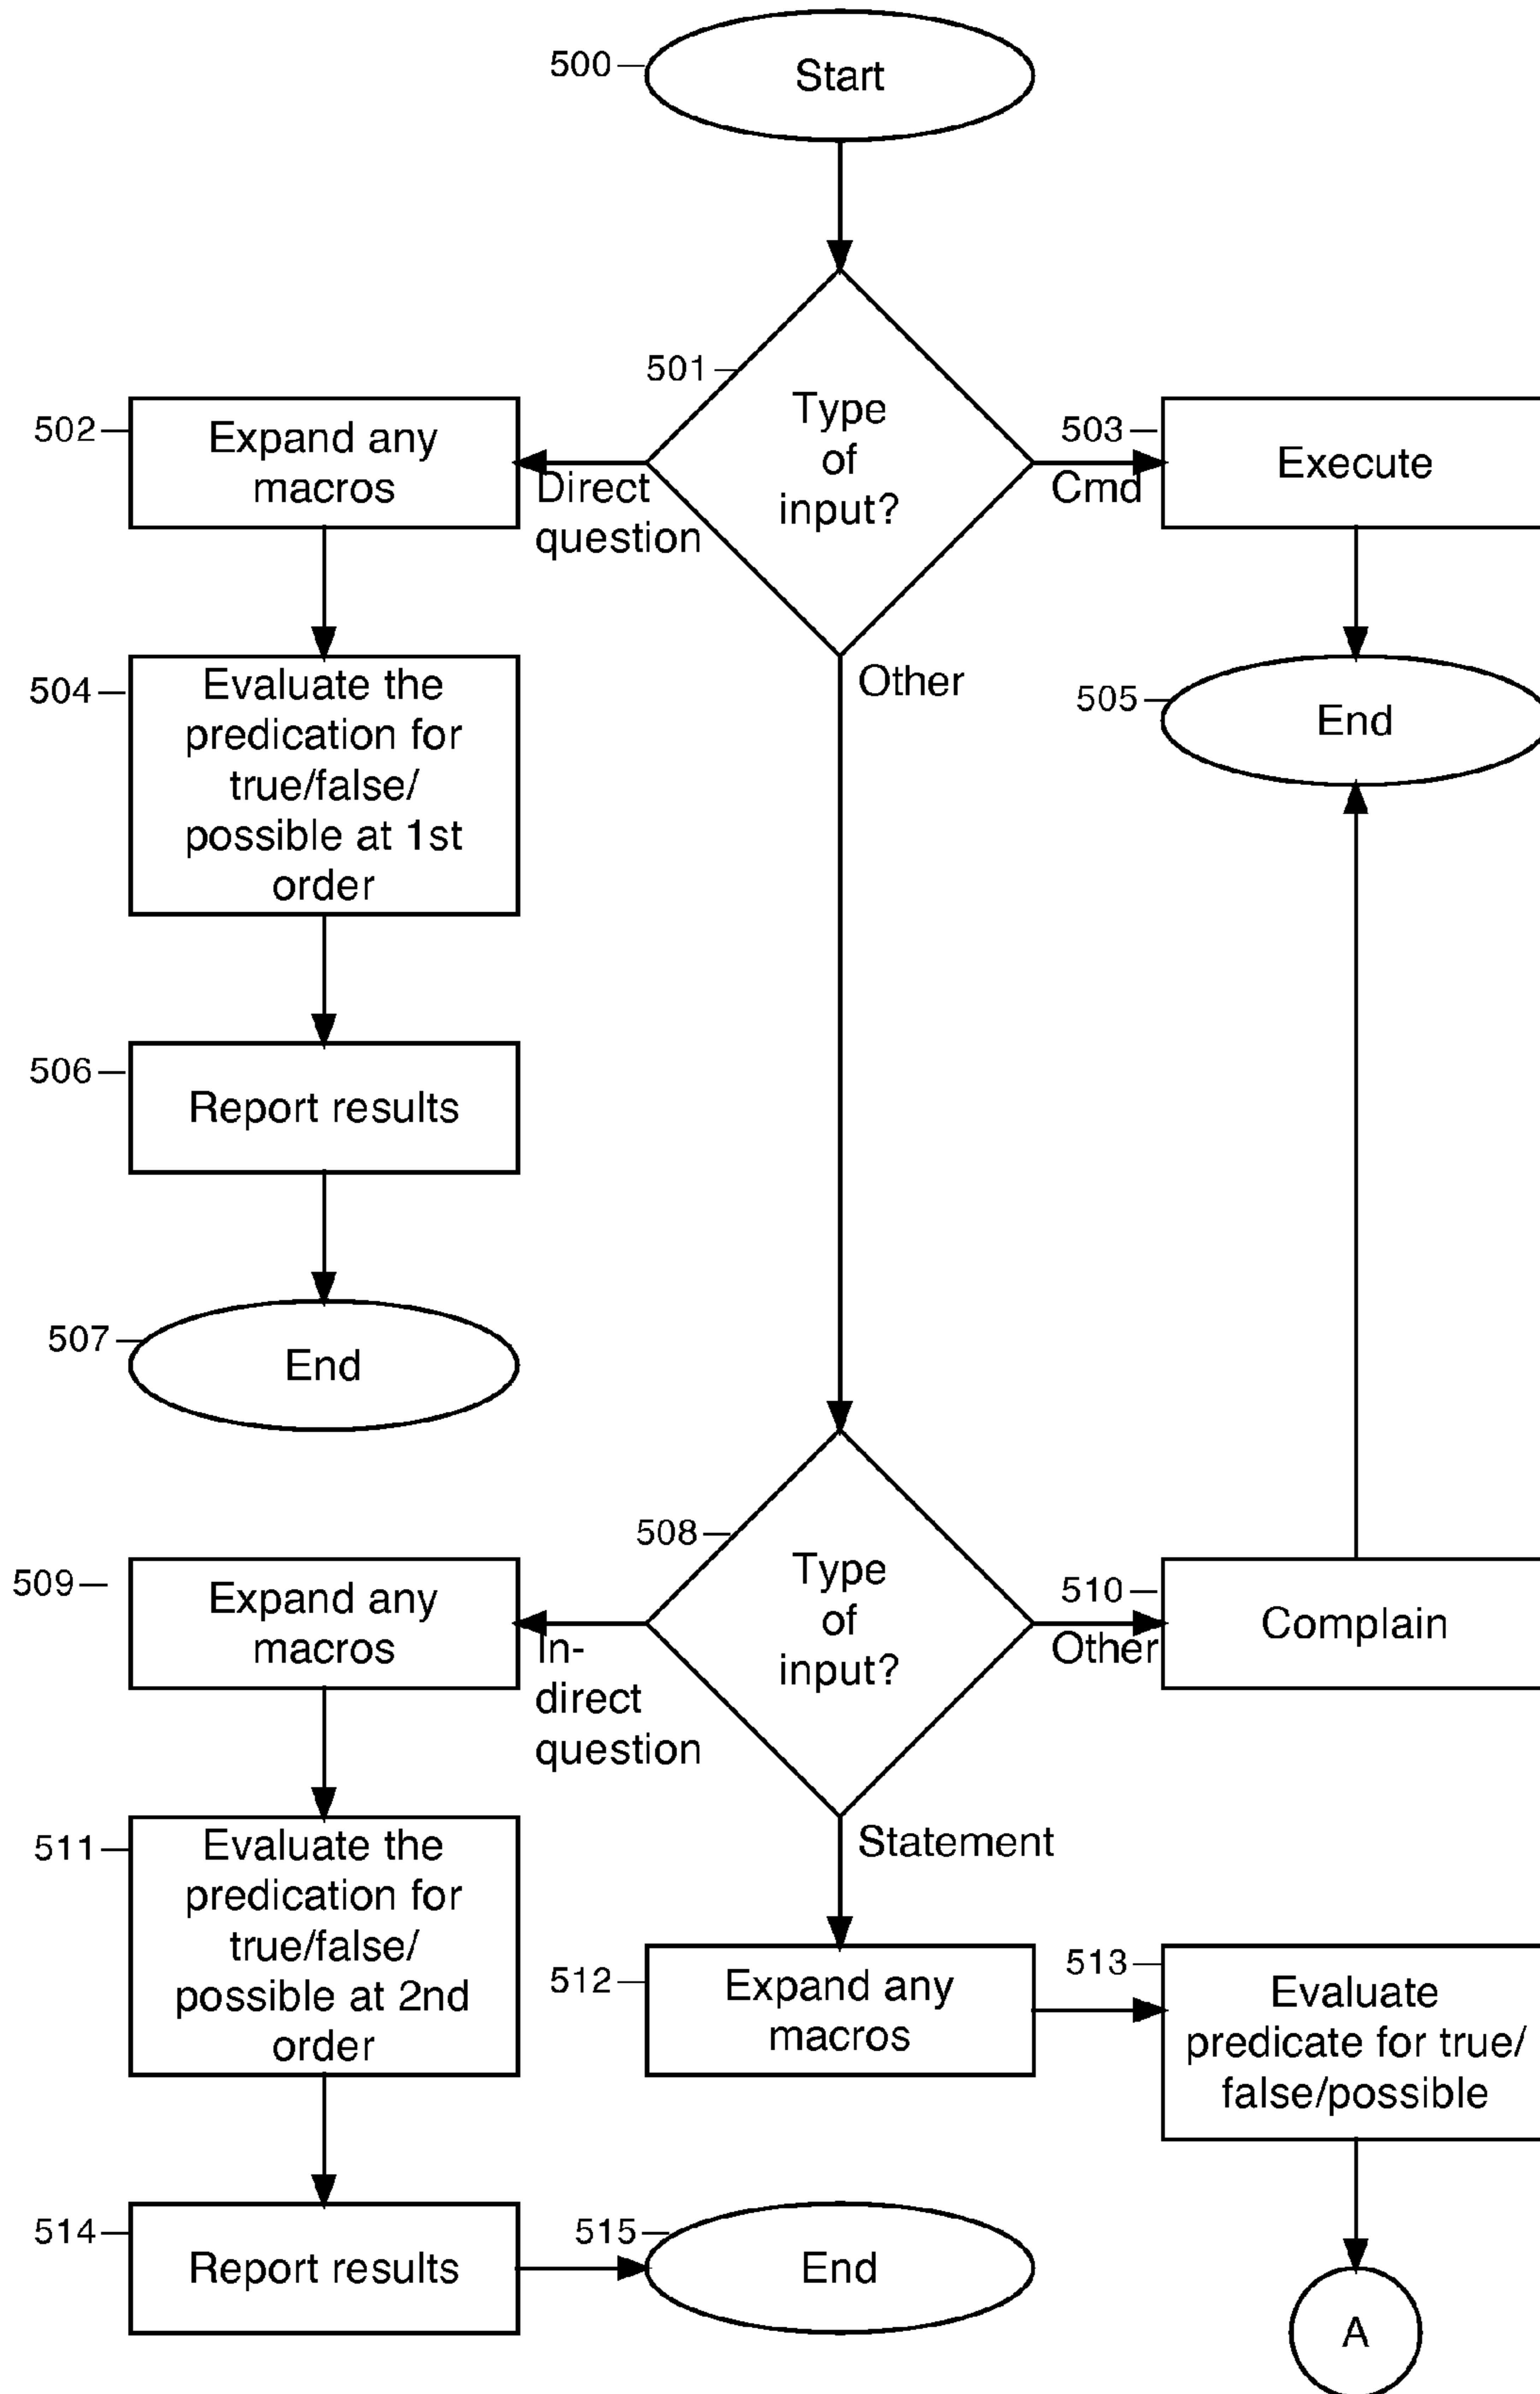 500
Start
501
Type
of
input?
502
Expand any
macros
Direct
question
503
Cmd
Execute
504
Evaluate the
predication for
true/false/
possible at 1st
order
Other
505
End
506
Report results
507
End
508
Type
of
input?
509
Expand any
macros
In-
direct
question
510
Other
Complain
511
Evaluate the
predication for
true/false/
possible at 2nd
order
Statement
512
Expand any
macros
513
Evaluate
predicate for true/
false/possible
514
Report results
515
End
A